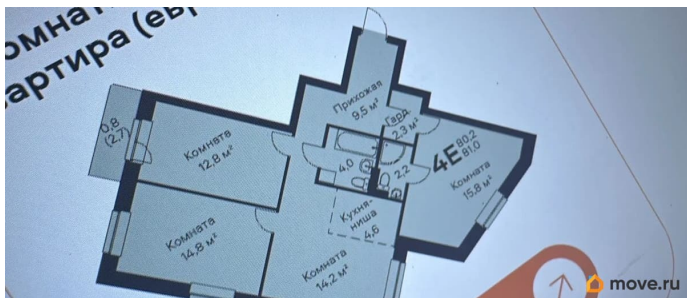 артира (ев
Прихожая
9,5 м²
Гард.
2,3 м²
0,8
(2,7)
Комната
12,8 м²
4,0
2,2
4Е 80,2
81,0
Комната
15,8 м²
Кухня-
ниша
4,6
Комната
14,8 м²
Комната
14,2 м²
move.ru